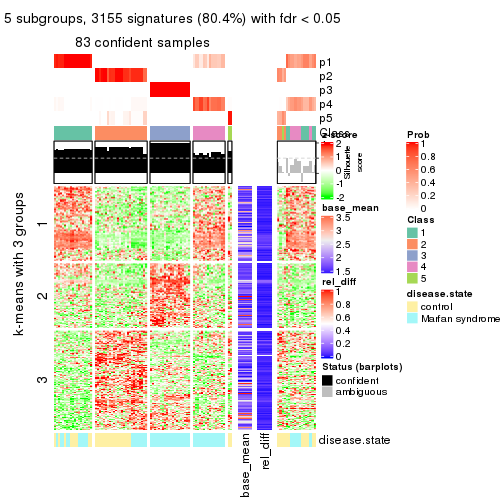 5 subgroups, 3155 signatures (80.4%) with fdr < 0.05
83 confident samples
p1
p2
p3
p4
p5
Class
z-score
2
1
0
-1
-2
Silhouette
score
Prob
1
0.8
0.6
0.4
0.2
0
k-means with 3 groups
1
2
3
base_mean
3.5
3
2.5
2
1.5
Class
1
2
3
4
5
rel_diff
1
0.8
0.6
0.4
0.2
0
disease.state
control
Marfan syndrome
Status (barplots)
confident
ambiguous
disease.state
base_mean
rel_diff